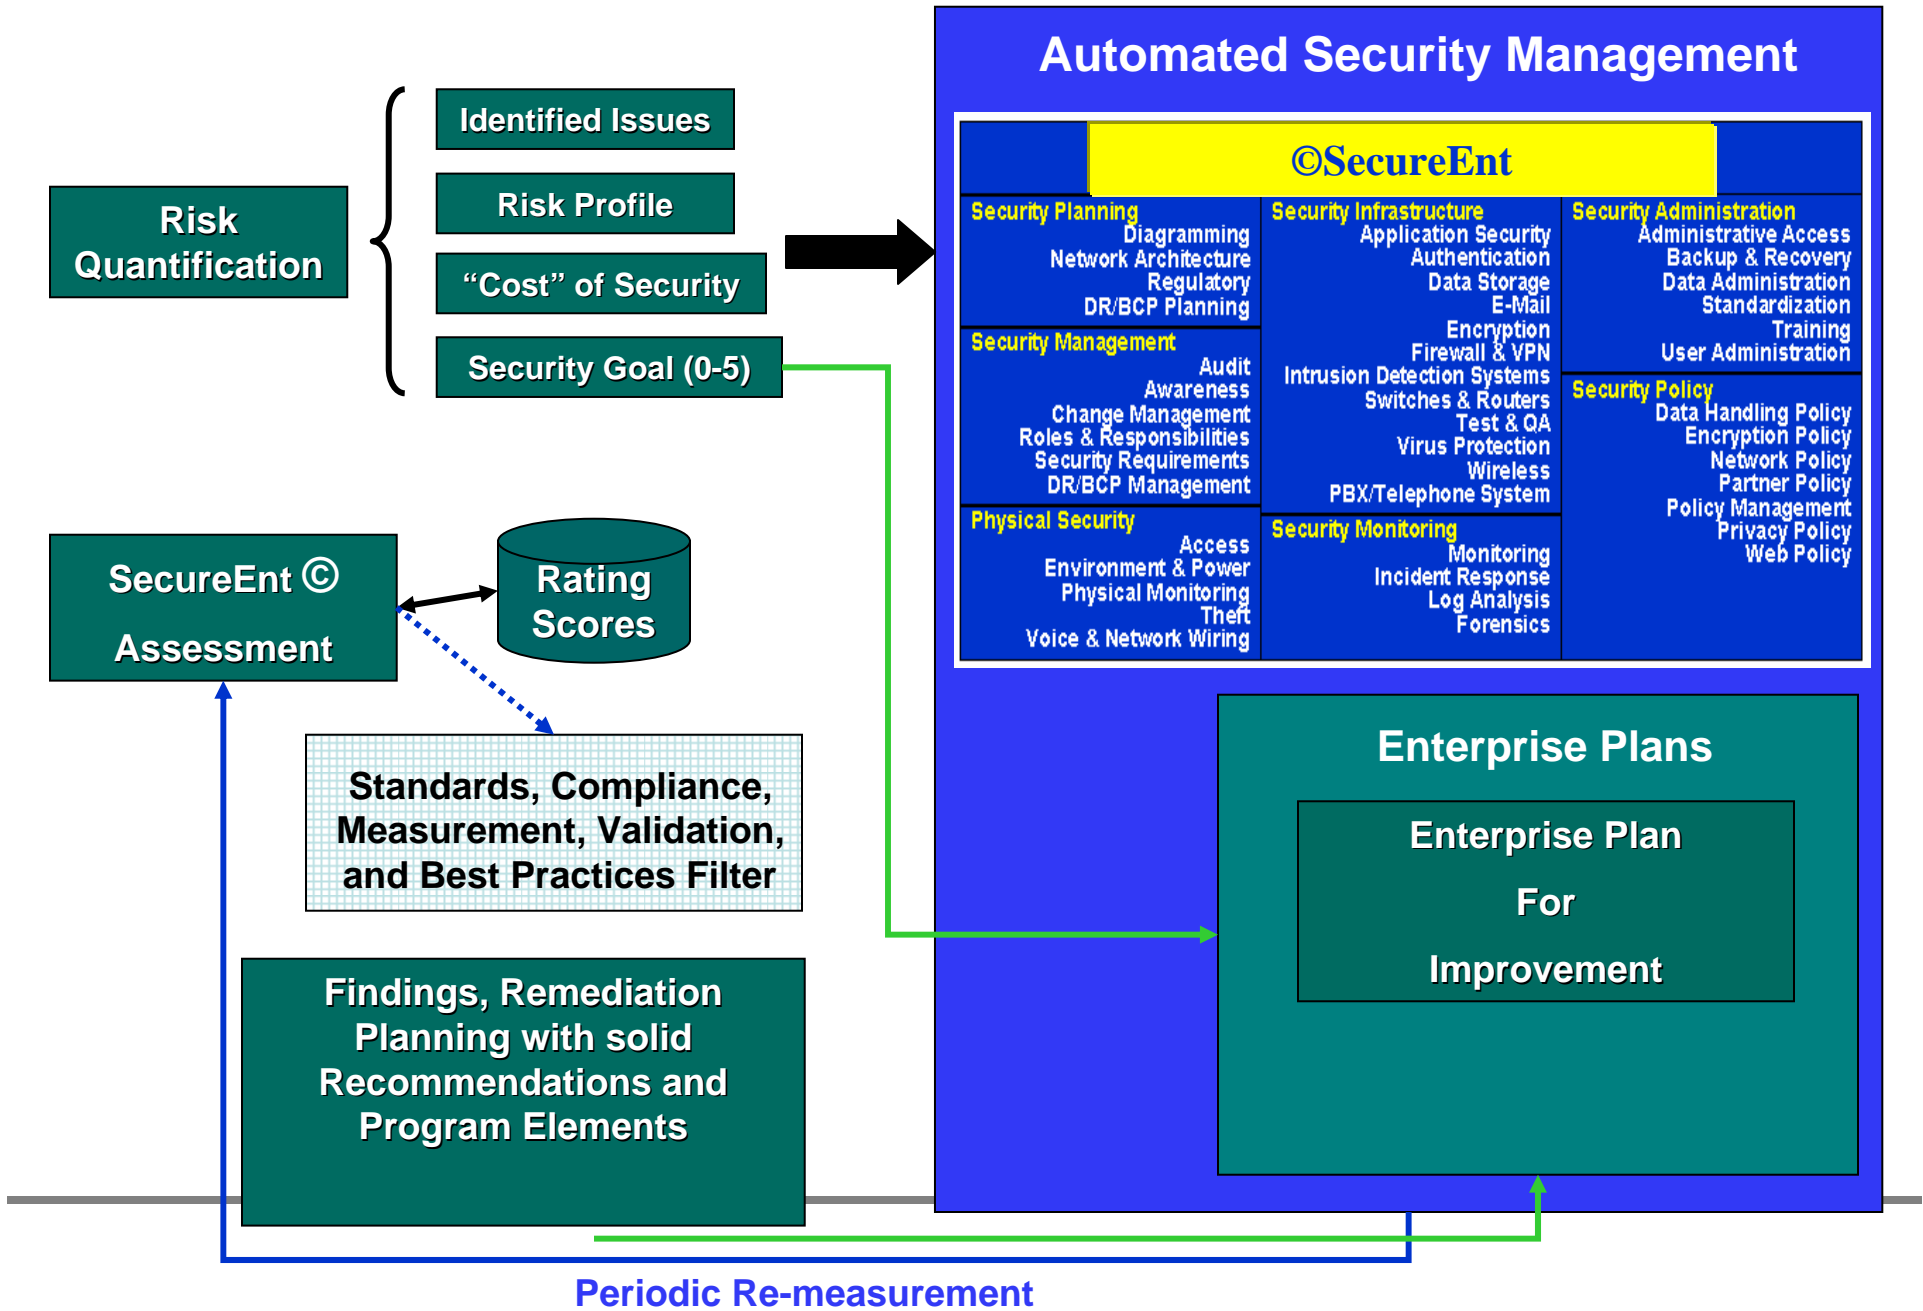 Automated Security Management
Identified Issues
Risk Profile
Risk
Quantification
“Cost” of Security
Security Goal (0-5)
©SecureEnt
Security Planning
Diagramming
Network Architecture
Regulatory
DR/BCP Planning
Security Management
Audit
Awareness
Change Management
Roles & Responsibilities
Security Requirements
DR/BCP Management
Physical Security
Access
Environment & Power
Physical Monitoring
Theft
Voice & Network Wiring
Security Infrastructure
Application Security
Authentication
Data Storage
E-Mail
Encryption
Firewall & VPN
Intrusion Detection Systems
Switches & Routers
Test & QA
Virus Protection
Wireless
PBX/Telephone System
Security Monitoring
Monitoring
Incident Response
Log Analysis
Forensics
Security Administration
Administrative Access
Backup & Recovery
Data Administration
Standardization
Training
User Administration
Security Policy
Data Handling Policy
Encryption Policy
Network Policy
Partner Policy
Policy Management
Privacy Policy
Web Policy
SecureEnt ©
Assessment
Rating
Scores
Standards, Compliance,
Measurement, Validation,
and Best Practices Filter
Findings, Remediation
Planning with solid
Recommendations and
Program Elements
Enterprise Plans
Enterprise Plan
For
Improvement
Periodic Re-measurement